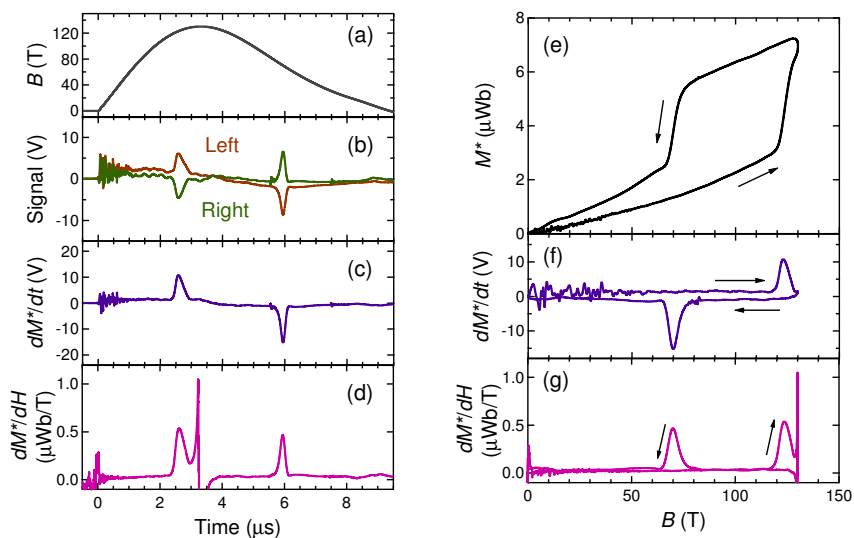 120
80
40
0
B (T)
(a)
10
0
-10
Signal (V)
(b)
Left
Right
20
10
0
-10
-20
dM*/dt (V)
(c)
1.0
0.5
0.0
dM*/dH
(μWb/T)
(d)
0 2 4 6 8
Time (μs)
8
6
4
2
0
M* (μWb)
(e)
10
0
-10
dM*/dt (V)
(f)
1.0
0.5
0.0
dM*/dH
(μWb/T)
(g)
0 50 100 150
B (T)